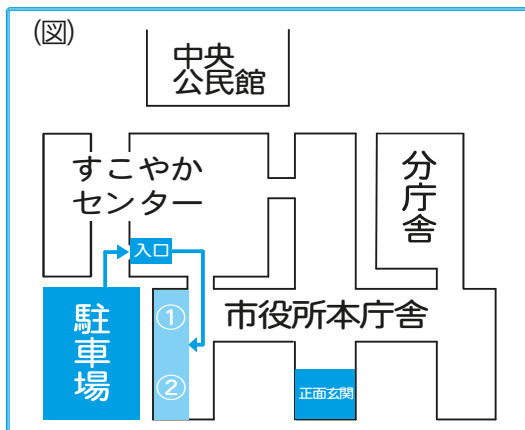 (図)
中央
公民館
すこやか
センター
分庁舎
入口
駐車場
①
市役所本庁舎
②
正面玄関